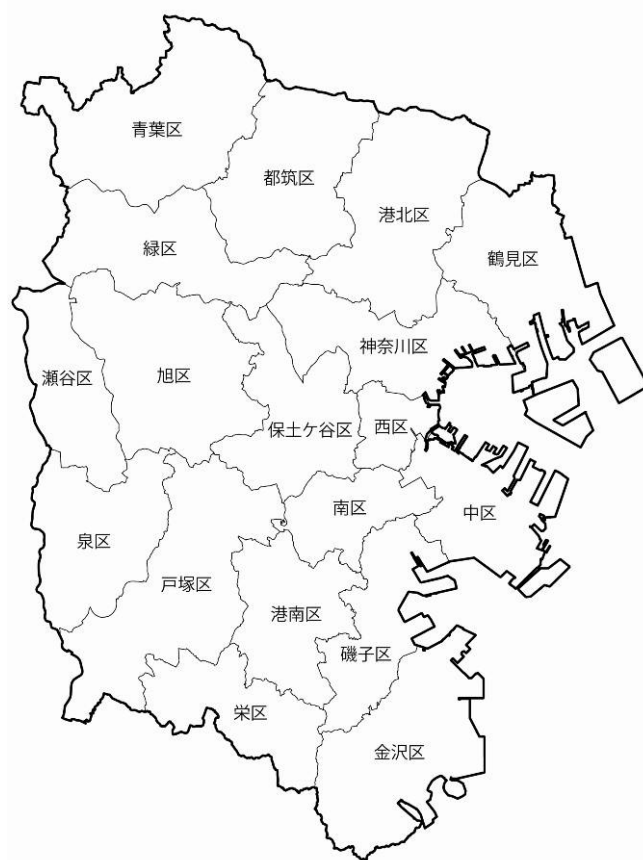 青葉区
都筑区
港北区
緑区
鶴見区
神奈川区
瀬谷区
旭区
保土ケ谷区
西区
南区
中区
泉区
戸塚区
港南区
磯子区
栄区
金沢区